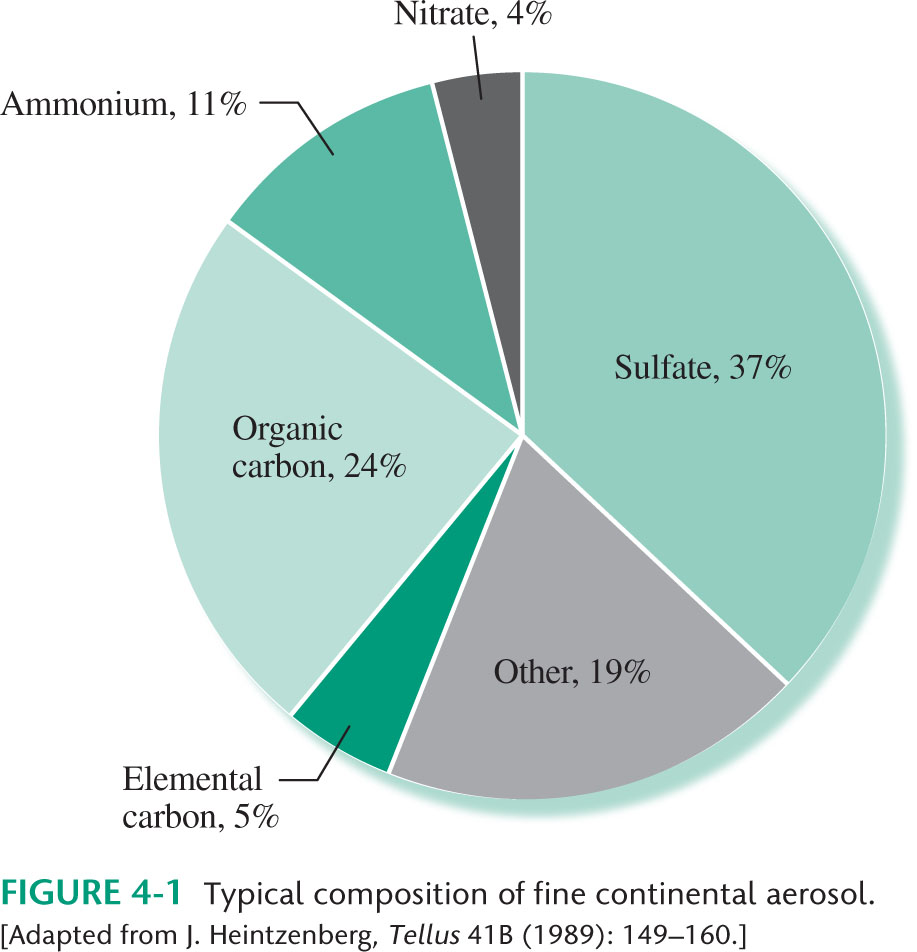 Nitrate, 4%
Ammonium, 11%
Sulfate, 37%
Organic
carbon, 24%
Other, 19%
Elemental
carbon, 5%
FIGURE 4-1 Typical composition of fine continental aerosol.
[Adapted from J. Heintzenberg, Tellus 41B (1989): 149–160.]